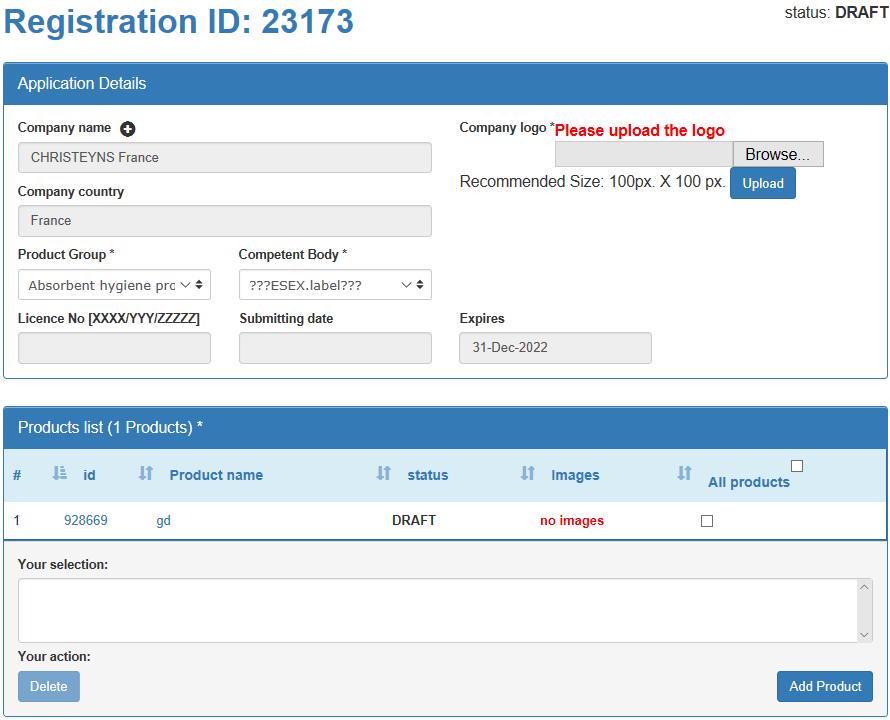 Registration ID: 23173
status: DRAFT
Application Details
Company name
Company logo *Please upload the logo
CHRISTEYNS France
Browse...
Recommended Size: 100px. X 100 px. Upload
Company country
France
Product Group * Competent Body *
Absorbent hygiene pro ???ESEX.label???
Licence No [XXXX/YYY/ZZZZZ] Submitting date Expires
31-Dec-2022
Products list (1 Products) *
# id Product name status Images All products
1 928669 gd DRAFT no images
Your selection:
Your action:
Delete Add Product